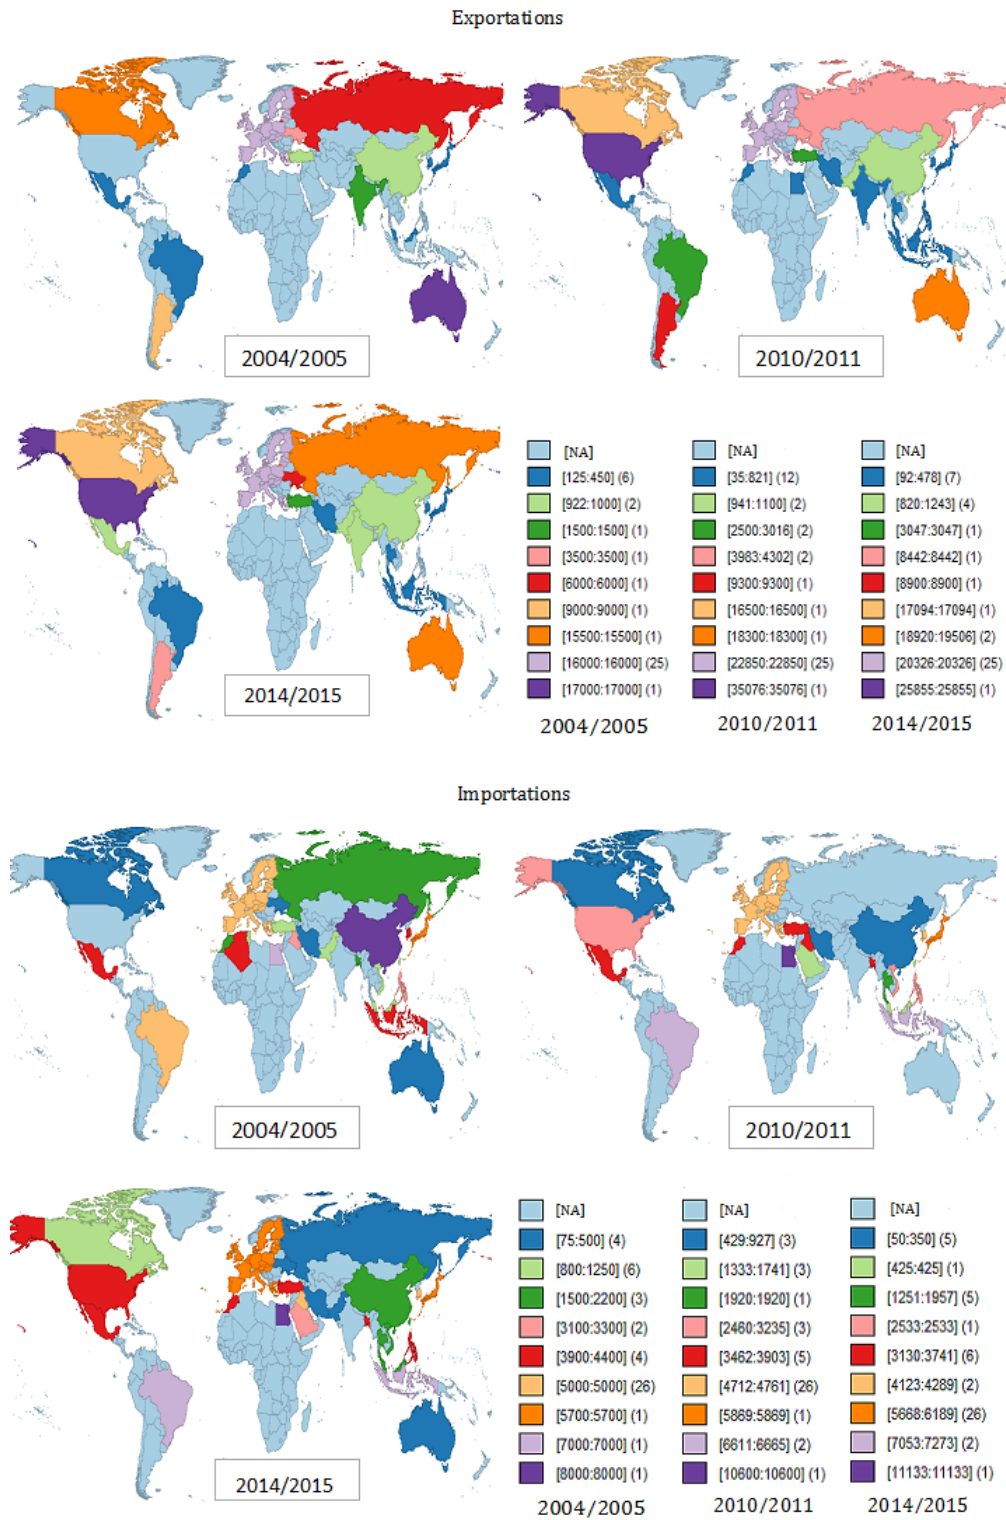 Exportations
2004/2005
2010/2011
2014/2015
[NA] [NA] [NA]
[125:450] (6) [35:821] (12) [92:478] (7)
[922:1000] (2) [941:1100] (2) [820:1243] (4)
[1500:1500] (1) [2500:3016] (2) [3047:3047] (1)
[3500:3500] (1) [3983:4302] (2) [8442:8442] (1)
[6000:6000] (1) [9300:9300] (1) [8900:8900] (1)
[9000:9000] (1) [16500:16500] (1) [17094:17094] (1)
[15500:15500] (1) [18300:18300] (1) [18920:19506] (2)
[16000:16000] (25) [22850:22850] (25) [20326:20326] (25)
[17000:17000] (1) [35076:35076] (1) [25855:25855] (1)
2004/2005 2010/2011 2014/2015
Importations
2004/2005
2010/2011
2014/2015
[NA] [NA] [NA]
[75:500] (4) [429:927] (3) [50:350] (5)
[800:1250] (6) [1333:1741] (3) [425:425] (1)
[1500:2200] (3) [1920:1920] (1) [1251:1957] (5)
[3100:3300] (2) [2460:3235] (3) [2533:2533] (1)
[3900:4400] (4) [3462:3903] (5) [3130:3741] (6)
[5000:5000] (26) [4712:4761] (26) [4123:4289] (2)
[5700:5700] (1) [5869:5869] (1) [5668:6189] (26)
[7000:7000] (1) [6611:6665] (2) [7053:7273] (2)
[8000:8000] (1) [10600:10600] (1) [11133:11133] (1)
2004/2005 2010/2011 2014/2015